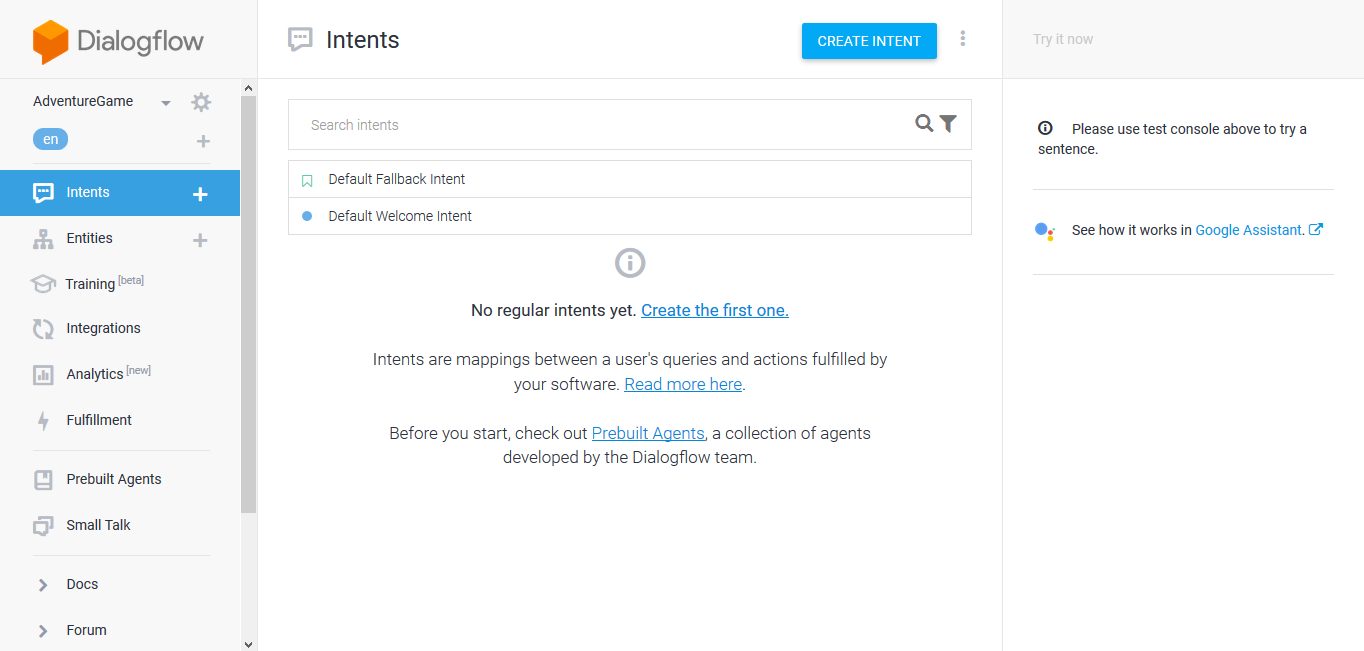 Dialogflow
AdventureGame
en
Intents
Entities
Training [beta]
Integrations
Analytics [new]
Fulfillment
Prebuilt Agents
Small Talk
Docs
Forum
Intents
CREATE INTENT
Search intents
Default Fallback Intent
Default Welcome Intent
No regular intents yet. Create the first one.
Intents are mappings between a user's queries and actions fulfilled by
your software. Read more here.
Before you start, check out Prebuilt Agents, a collection of agents
developed by the Dialogflow team.
Try it now
Please use test console above to try a
sentence.
See how it works in Google Assistant.